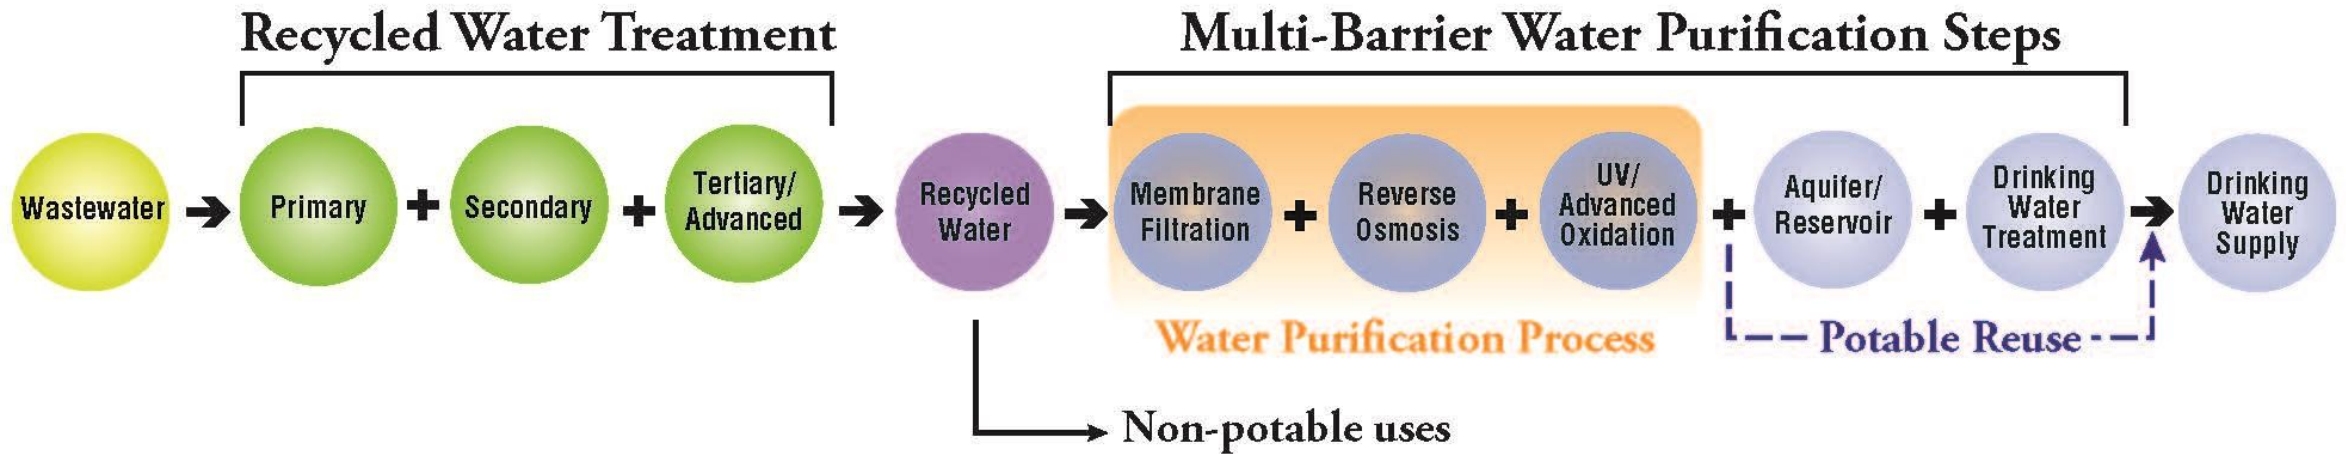 Recycled Water Treatment
Multi-Barrier Water Purification Steps
Wastewater
Primary
Secondary
Tertiary/
Advanced
Recycled
Water
Membrane
Filtration
Reverse
Osmosis
UV/
Advanced
Oxidation
Aquifer/
Reservoir
Drinking
Water
Treatment
Drinking
Water
Supply
Water Purification Process
Potable Reuse
Non-potable uses